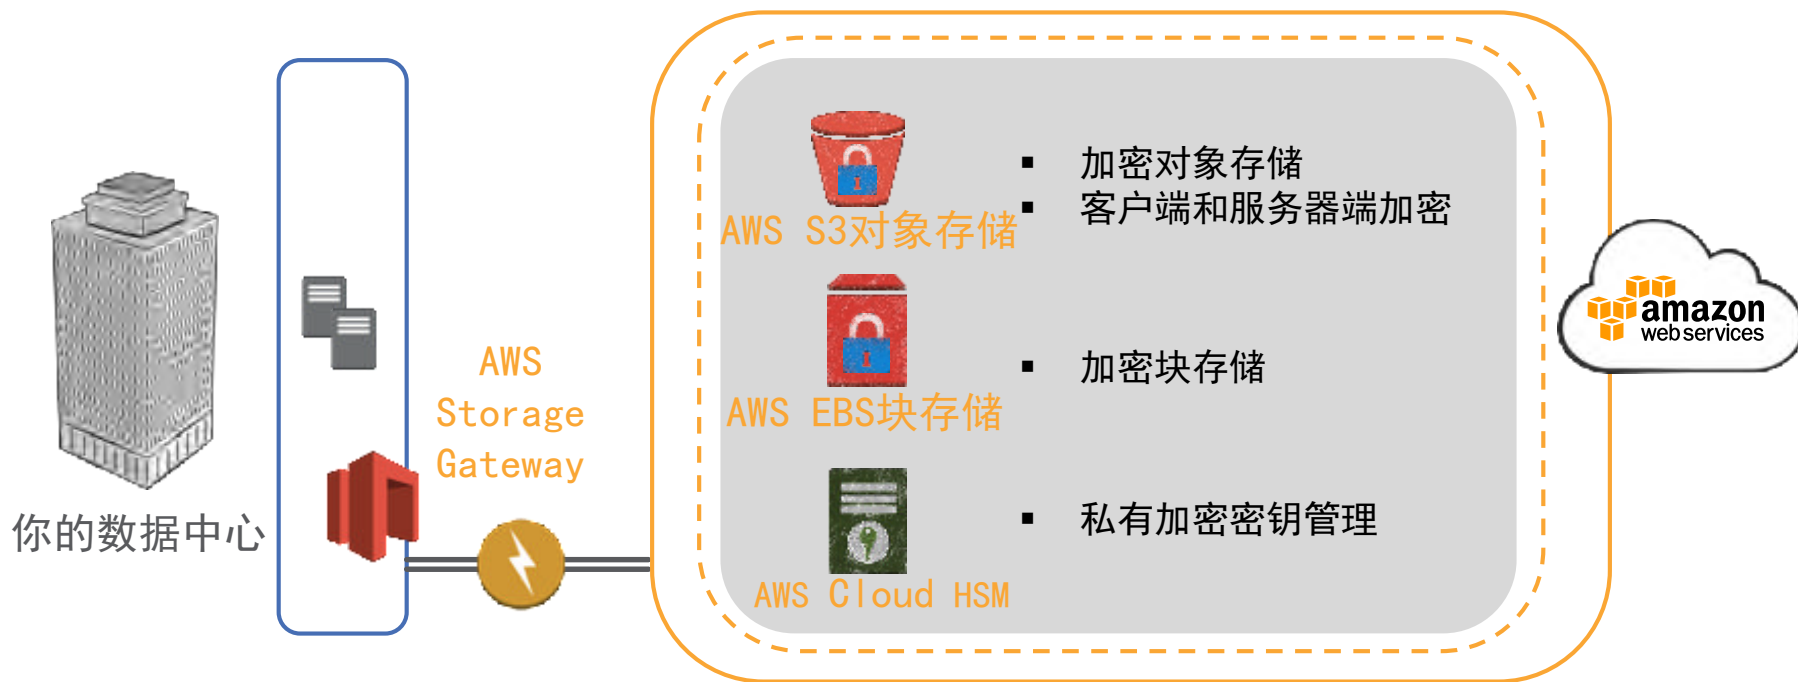 你的数据中心
AWS
Storage
Gateway
AWS S3对象存储
▪ 加密对象存储
▪ 客户端和服务器端加密
AWS EBS块存储
▪ 加密块存储
AWS Cloud HSM
▪ 私有加密密钥管理
amazon
webservices